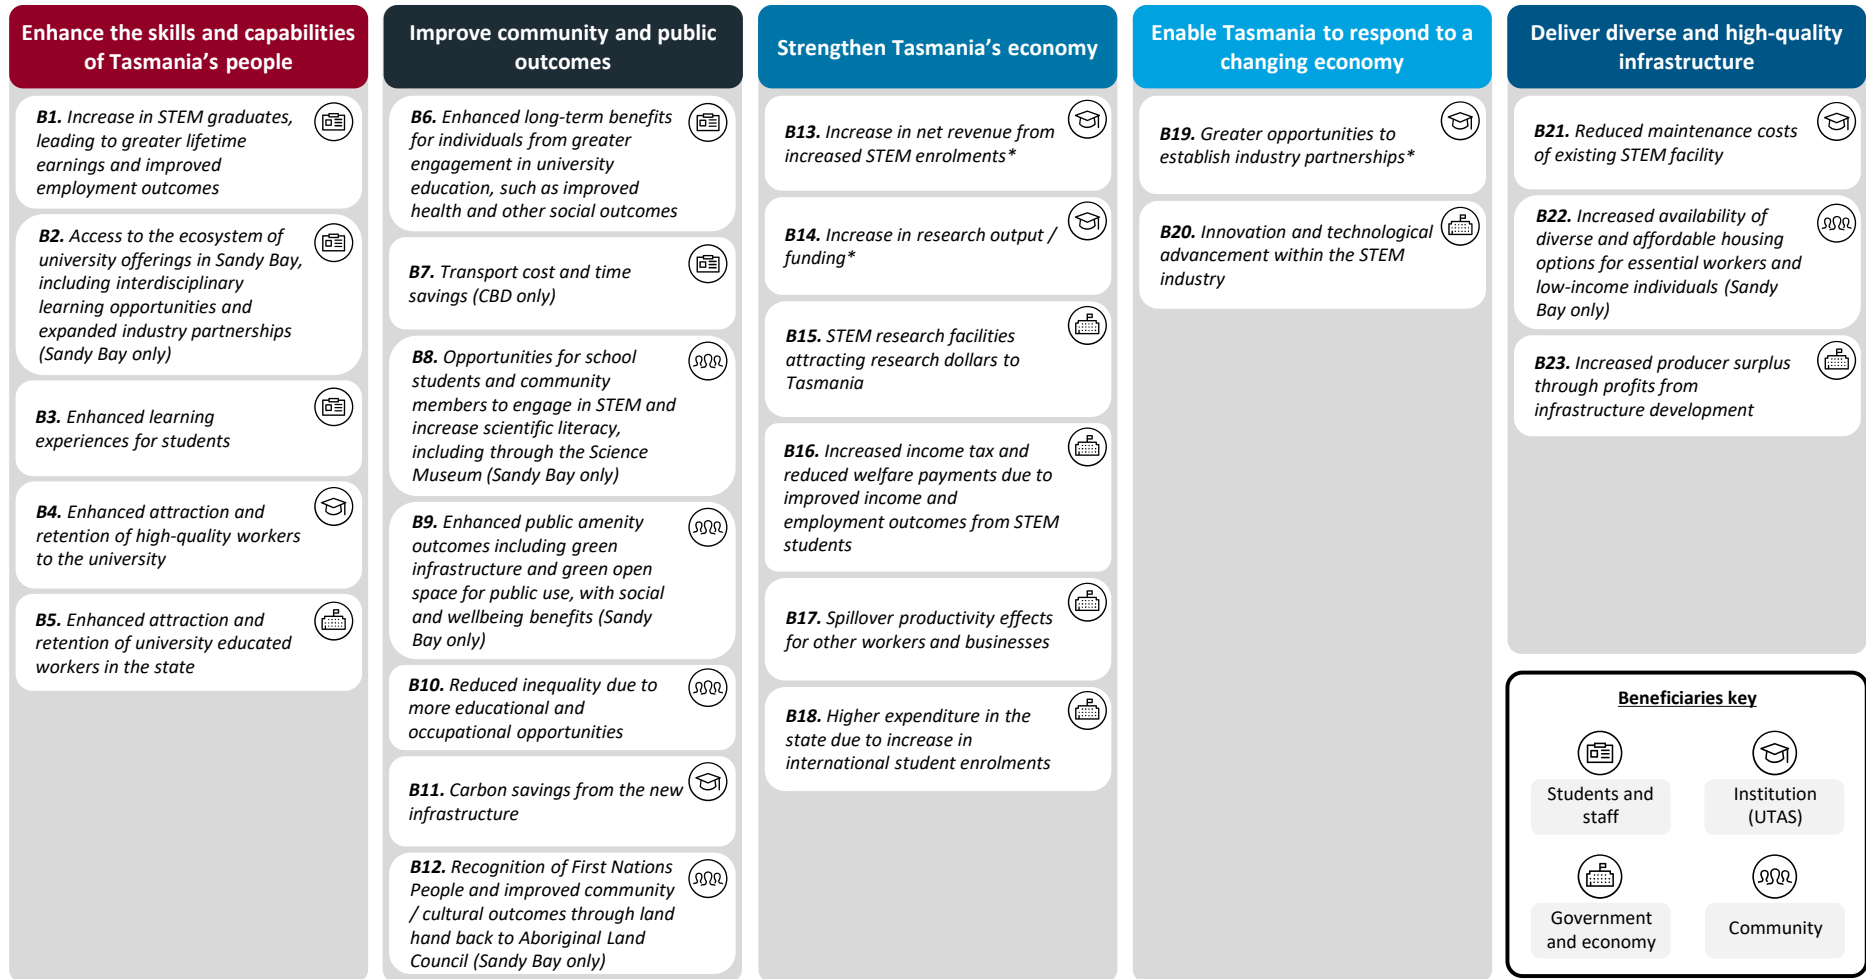 Enhance the skills and capabilities
of Tasmania's people
B1. Increase in STEM graduates,
leading to greater lifetime
earnings and improved
employment outcomes
B2. Access to the ecosystem of
university offerings in Sandy Bay,
including interdisciplinary
learning opportunities and
expanded industry partnerships
(Sandy Bay only)
B3. Enhanced learning
experiences for students
B4. Enhanced attraction and
retention of high-quality workers
to the university
B5. Enhanced attraction and
retention of university educated
workers in the state
Improve community and public
outcomes
B6. Enhanced long-term benefits
for individuals from greater
engagement in university
education, such as improved
health and other social outcomes
B7. Transport cost and time
savings (CBD only)
B8. Opportunities for school
students and community
members to engage in STEM and
increase scientific literacy,
including through the Science
Museum (Sandy Bay only)
B9. Enhanced public amenity
outcomes including green
infrastructure and green open
space for public use, with social
and wellbeing benefits (Sandy
Bay only)
B10. Reduced inequality due to
more educational and
occupational opportunities
B11. Carbon savings from the new
infrastructure
B12. Recognition of First Nations
People and improved community
/ cultural outcomes through land
hand back to Aboriginal Land
Council (Sandy Bay only)
Strengthen Tasmania's economy
B13. Increase in net revenue from
increased STEM enrolments*
B14. Increase in research output /
funding*
B15. STEM research facilities
attracting research dollars to
Tasmania
B16. Increased income tax and
reduced welfare payments due to
improved income and
employment outcomes from STEM
students
B17. Spillover productivity effects
for other workers and businesses
B18. Higher expenditure in the
state due to increase in
international student enrolments
Enable Tasmania to respond to a
changing economy
B19. Greater opportunities to
establish industry partnerships*
B20. Innovation and technological
advancement within the STEM
industry
Deliver diverse and high-quality
infrastructure
B21. Reduced maintenance costs
of existing STEM facility
B22. Increased availability of
diverse and affordable housing
options for essential workers and
low-income individuals (Sandy
Bay only)
B23. Increased producer surplus
through profits from
infrastructure development
Beneficiaries key
Students and
staff
Institution
(UTAS)
Government
and economy
Community